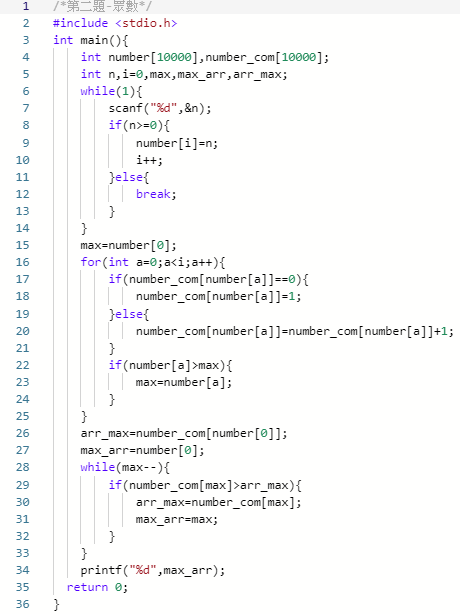 1 /*第二題-眾數*/
2 #include <stdio.h>
3 int main(){
4 int number[10000],number_com[10000];
5 int n,i=0,max,max_arr,arr_max;
6 while(1){
7 scanf("%d",&n);
8 if(n>=0){
9 number[i]=n;
10 i++;
11 }else{
12 break;
13 }
14 }
15 max=number[0];
16 for(int a=0;a<i;a++){
17 if(number_com[number[a]]==0){
18 number_com[number[a]]=1;
19 }else{
20 number_com[number[a]]=number_com[number[a]]+1;
21 }
22 if(number[a]>max){
23 max=number[a];
24 }
25 }
26 arr_max=number_com[number[0]];
27 max_arr=number[0];
28 while(max--){
29 if(number_com[max]>arr_max){
30 arr_max=number_com[max];
31 max_arr=max;
32 }
33 }
34 printf("%d",max_arr);
35 return 0;
36 }